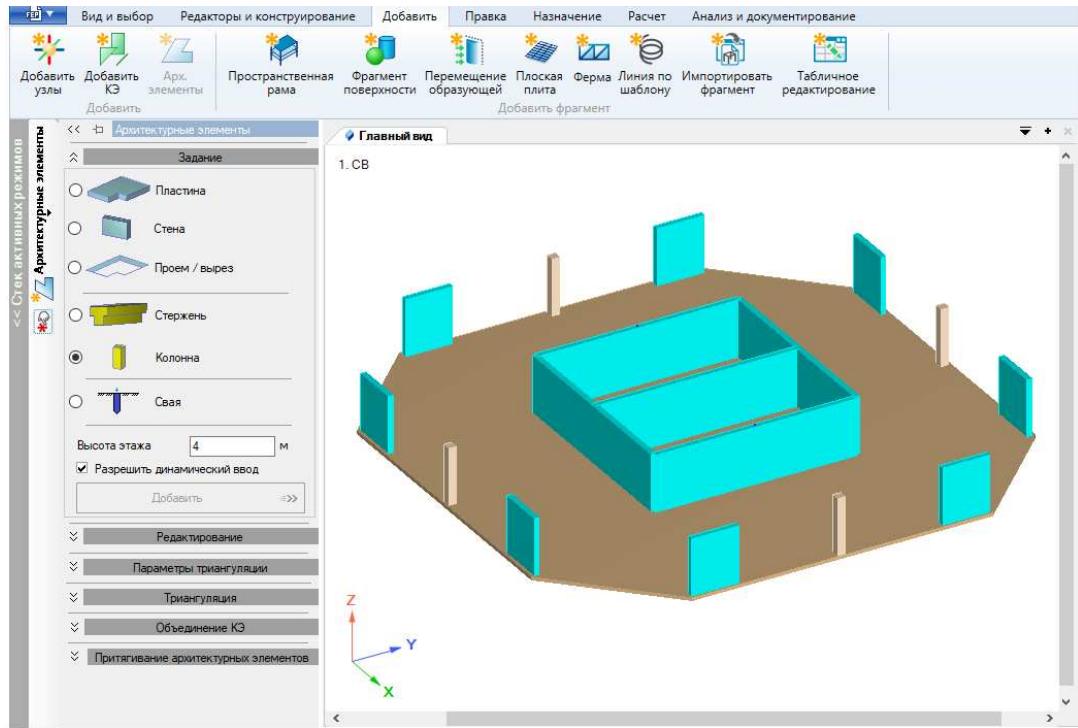 FEP
Вид и выбор Редакторы и конструирование Добавить Правка Назначение Расчет Анализ и документирование
Добавить узлы
Добавить КЭ
Арх. элементы
Пространственная рама
Фрагмент поверхности
Перемещение образующей
Плоская плита
Ферма
Линия по шаблону
Импортировать фрагмент
Табличное редактирование
Добавить
Добавить фрагмент
<< Стек активных режимов
Архитектурные элементы
<< Архитектурные элементы
Задание
Пластина
Стена
Проем / вырез
Стержень
Колонна
Свая
Высота этажа 4 м
Разрешить динамический ввод
Добавить =>>
Редактирование
Параметры триангуляции
Триангуляция
Объединение КЭ
Притягивание архитектурных элементов
Главный вид
1. СВ
Z
Y
X